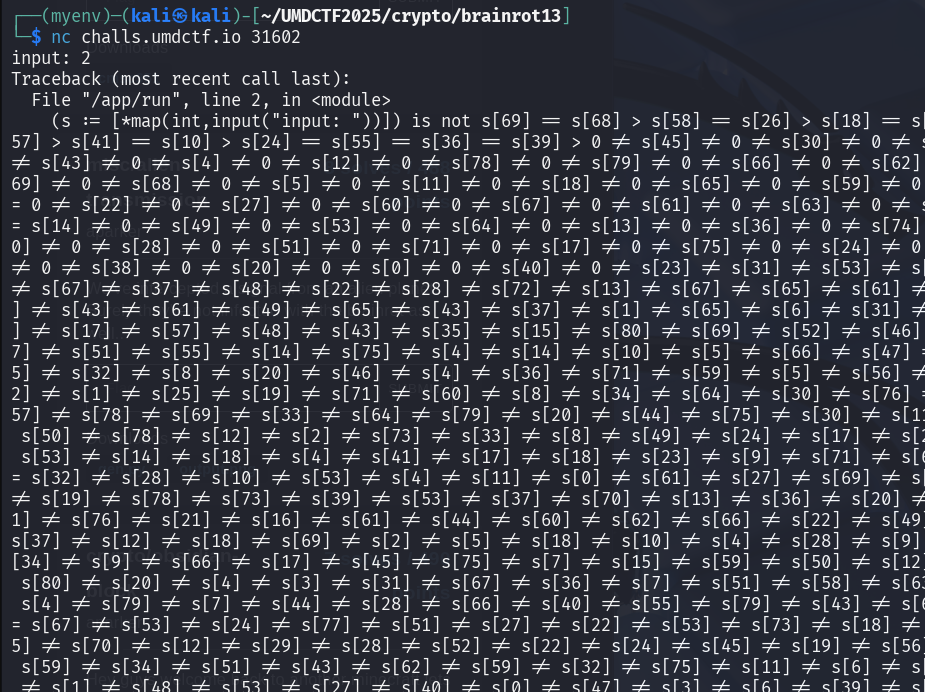 ┌──(myenv)─(kali㉿kali)-[~/UMDCTF2025/crypto/brainrot13]
└─$ nc challs.umdctf.io 31602
input: 2
Traceback (most recent call last):
  File "/app/run", line 2, in <module>
    (s := [*map(int,input("input: "))]) is not s[69] == s[68] > s[58] == s[26] > s[18] == s[
57] > s[41] == s[10] > s[24] == s[55] == s[36] == s[39] > 0 ≠ s[45] ≠ 0 ≠ s[30] ≠ 0 ≠ s
≠ s[43] ≠ 0 ≠ s[4] ≠ 0 ≠ s[12] ≠ 0 ≠ s[78] ≠ 0 ≠ s[79] ≠ 0 ≠ s[66] ≠ 0 ≠ s[62]
69] ≠ 0 ≠ s[68] ≠ 0 ≠ s[5] ≠ 0 ≠ s[11] ≠ 0 ≠ s[18] ≠ 0 ≠ s[65] ≠ 0 ≠ s[59] ≠ 0
= 0 ≠ s[22] ≠ 0 ≠ s[27] ≠ 0 ≠ s[60] ≠ 0 ≠ s[67] ≠ 0 ≠ s[61] ≠ 0 ≠ s[63] ≠ 0 ≠ s
= s[14] ≠ 0 ≠ s[49] ≠ 0 ≠ s[53] ≠ 0 ≠ s[64] ≠ 0 ≠ s[13] ≠ 0 ≠ s[36] ≠ 0 ≠ s[74]
0] ≠ 0 ≠ s[28] ≠ 0 ≠ s[51] ≠ 0 ≠ s[71] ≠ 0 ≠ s[17] ≠ 0 ≠ s[75] ≠ 0 ≠ s[24] ≠ 0
≠ 0 ≠ s[38] ≠ 0 ≠ s[20] ≠ 0 ≠ s[0] ≠ 0 ≠ s[40] ≠ 0 ≠ s[23] ≠ s[31] ≠ s[53] ≠ s
≠ s[67] ≠ s[37] ≠ s[48] ≠ s[22] ≠ s[28] ≠ s[72] ≠ s[13] ≠ s[67] ≠ s[65] ≠ s[61] ≠
] ≠ s[43] ≠ s[61] ≠ s[49] ≠ s[65] ≠ s[43] ≠ s[37] ≠ s[1] ≠ s[65] ≠ s[6] ≠ s[31] ≠
] ≠ s[17] ≠ s[57] ≠ s[48] ≠ s[43] ≠ s[35] ≠ s[15] ≠ s[80] ≠ s[69] ≠ s[52] ≠ s[46]
7] ≠ s[51] ≠ s[55] ≠ s[14] ≠ s[75] ≠ s[4] ≠ s[14] ≠ s[10] ≠ s[5] ≠ s[66] ≠ s[47]
5] ≠ s[32] ≠ s[8] ≠ s[20] ≠ s[46] ≠ s[4] ≠ s[36] ≠ s[71] ≠ s[59] ≠ s[5] ≠ s[56] ≠
2] ≠ s[1] ≠ s[25] ≠ s[19] ≠ s[71] ≠ s[60] ≠ s[8] ≠ s[34] ≠ s[64] ≠ s[30] ≠ s[76]
57] ≠ s[78] ≠ s[69] ≠ s[33] ≠ s[64] ≠ s[79] ≠ s[20] ≠ s[44] ≠ s[75] ≠ s[30] ≠ s[1
 s[50] ≠ s[78] ≠ s[12] ≠ s[2] ≠ s[73] ≠ s[33] ≠ s[8] ≠ s[49] ≠ s[24] ≠ s[17] ≠ s[
 s[53] ≠ s[14] ≠ s[18] ≠ s[4] ≠ s[41] ≠ s[17] ≠ s[18] ≠ s[23] ≠ s[9] ≠ s[71] ≠ s[
= s[32] ≠ s[28] ≠ s[10] ≠ s[53] ≠ s[4] ≠ s[11] ≠ s[0] ≠ s[61] ≠ s[27] ≠ s[69] ≠
≠ s[19] ≠ s[78] ≠ s[73] ≠ s[39] ≠ s[53] ≠ s[37] ≠ s[70] ≠ s[13] ≠ s[36] ≠ s[20] ≠
1] ≠ s[76] ≠ s[21] ≠ s[16] ≠ s[61] ≠ s[44] ≠ s[60] ≠ s[62] ≠ s[66] ≠ s[22] ≠ s[49
s[37] ≠ s[12] ≠ s[18] ≠ s[69] ≠ s[2] ≠ s[5] ≠ s[18] ≠ s[10] ≠ s[4] ≠ s[28] ≠ s[9]
[34] ≠ s[9] ≠ s[66] ≠ s[17] ≠ s[45] ≠ s[75] ≠ s[7] ≠ s[15] ≠ s[59] ≠ s[50] ≠ s[12
 s[80] ≠ s[20] ≠ s[4] ≠ s[3] ≠ s[31] ≠ s[67] ≠ s[36] ≠ s[7] ≠ s[51] ≠ s[58] ≠ s[6
 s[4] ≠ s[79] ≠ s[7] ≠ s[44] ≠ s[28] ≠ s[66] ≠ s[40] ≠ s[55] ≠ s[79] ≠ s[43] ≠ s[
= s[67] ≠ s[53] ≠ s[24] ≠ s[77] ≠ s[51] ≠ s[27] ≠ s[22] ≠ s[53] ≠ s[73] ≠ s[18] ≠
5] ≠ s[70] ≠ s[12] ≠ s[29] ≠ s[28] ≠ s[52] ≠ s[22] ≠ s[24] ≠ s[45] ≠ s[19] ≠ s[56
 s[59] ≠ s[34] ≠ s[51] ≠ s[43] ≠ s[62] ≠ s[59] ≠ s[32] ≠ s[75] ≠ s[11] ≠ s[6] ≠ s
≠ s[1] ≠ s[48] ≠ s[53] ≠ s[27] ≠ s[40] ≠ s[0] ≠ s[47] ≠ s[3] ≠ s[6] ≠ s[39] ≠ s